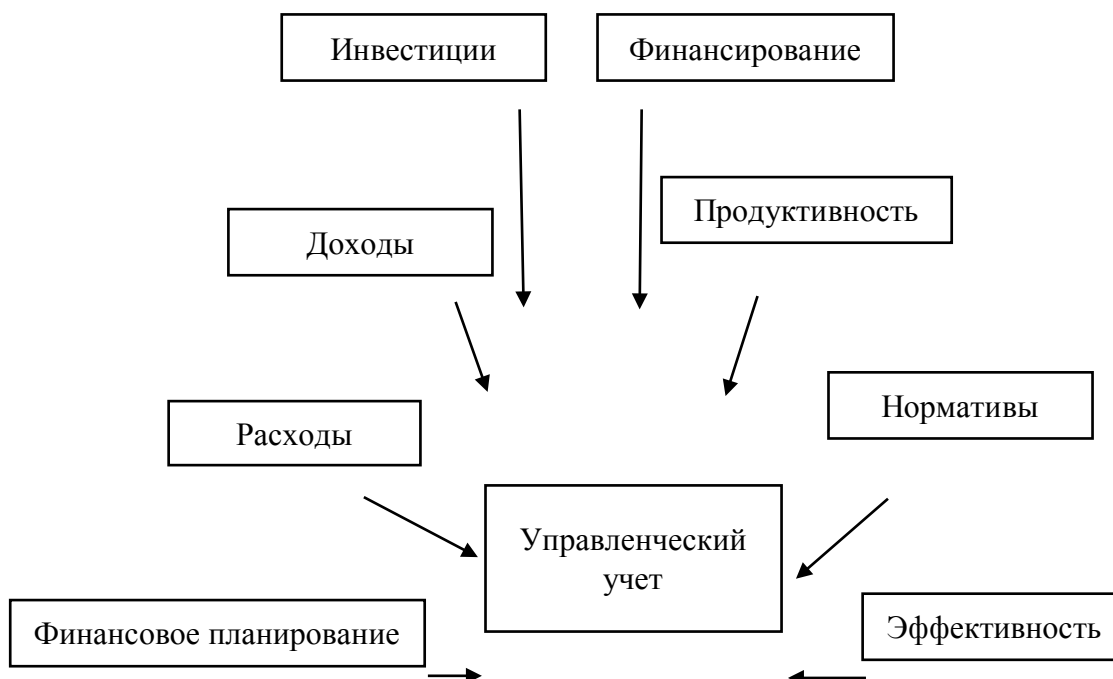 Инвестиции
Финансирование
Продуктивность
Доходы
Нормативы
Расходы
Управленческий
учет
Финансовое планирование
Эффективность